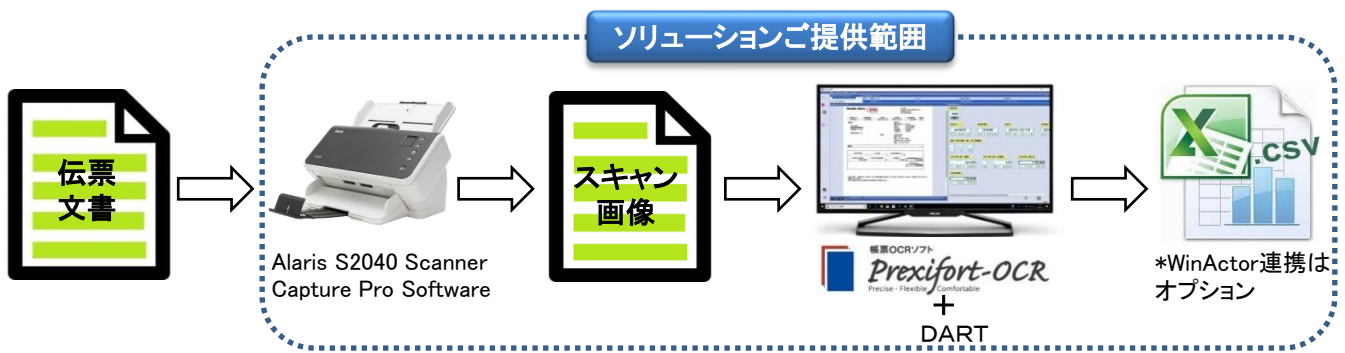 ソリューションご提供範囲
伝票
文書
Alaris S2040 Scanner
Capture Pro Software
スキャン
画像
帳票OCRソフト
Prexifort-OCR
Precise・Flexible Comfortable
+
DART
X
.csv
*WinActor連携は
オプション